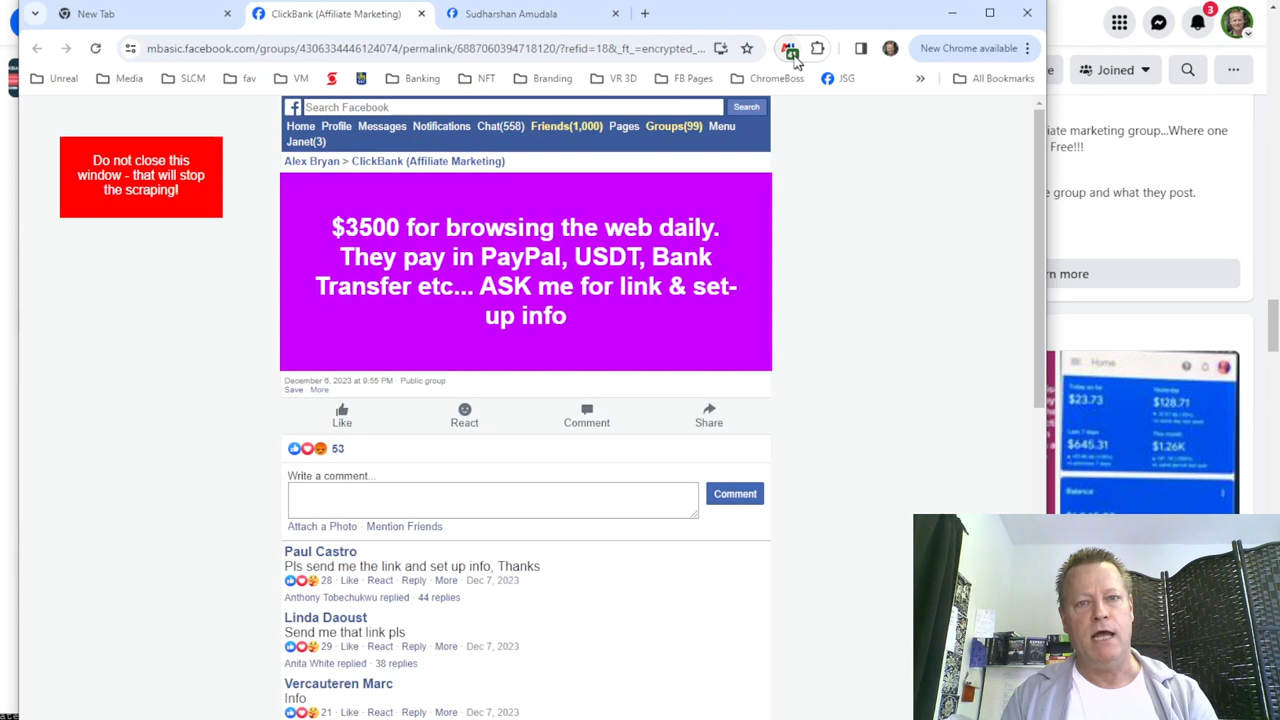 New Tab
ClickBank (Affiliate Marketing)
Sudharshan Amudala
mbasic.facebook.com/groups/4306334446124074/permalink/6887060394718120/?refid=18&_ft_=encrypted_...
New Chrome available
Unreal
Media
SLCM
fav
VM
Banking
NFT
Branding
VR 3D
FB Pages
ChromeBoss
JSG
»
All Bookmarks
Search Facebook
Search
Home Profile Messages Notifications Chat(558) Friends(1,000) Pages Groups(99) Menu
Janet(3)
Alex Bryan > ClickBank (Affiliate Marketing)
Do not close this
window - that will stop
the scraping!
$3500 for browsing the web daily.
They pay in PayPal, USDT, Bank
Transfer etc... ASK me for link & set-
up info
December 6, 2023 at 9:55 PM · Public group
Save · More
Like
React
Comment
Share
53
Write a comment...
Comment
Attach a Photo · Mention Friends
Paul Castro
Pls send me the link and set up info, Thanks
28 · Like · React · Reply · More · Dec 7, 2023
Anthony Tobechukwu replied · 44 replies
Linda Daoust
Send me that link pls
29 · Like · React · Reply · More · Dec 7, 2023
Anita White replied · 38 replies
Vercauteren Marc
Info
21 · Like · React · Reply · More · Dec 7, 2023
3
Joined
iate marketing group...Where one
Free!!!
e group and what they post.
rn more
Home
Today so far
$23.73
Yesterday
$128.71
Last 7 days
$645.31
This month
$1.26K
Balance